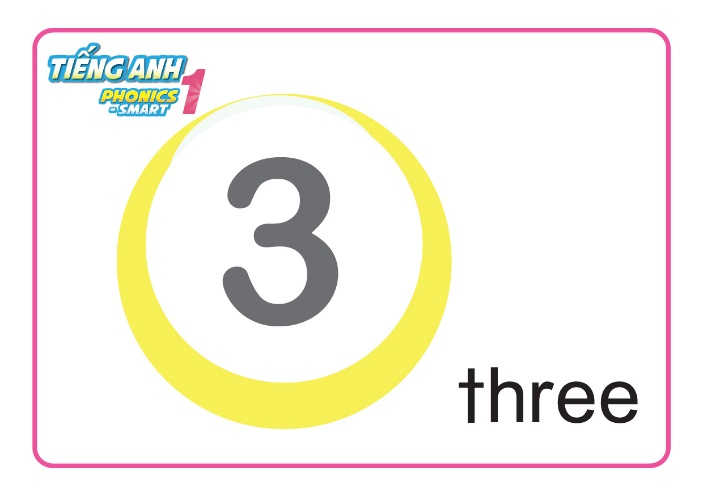 TIẾNG ANH
PHONICS
-SMART
1
3
three